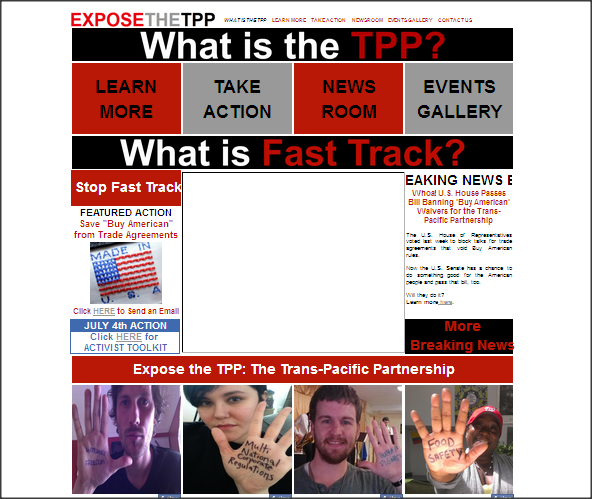 EXPOSETHETPP
WHAT IS THE TPP LEARN MORE TAKE ACTION NEWSROOM EVENTS GALLERY CONTACT US
What is the TPP?
LEARN MORE
TAKE ACTION
NEWS ROOM
EVENTS GALLERY
What is Fast Track?
Stop Fast Track
FEATURED ACTION
Save "Buy American"
from Trade Agreements
MADE IN
U.S.A
Click HERE to Send an Email
JULY 4th ACTION
Click HERE for
ACTIVIST TOOLKIT
EAKING NEWS
Whoa! U.S. House Passes
Bill Banning 'Buy American'
Waivers for the Trans-
Pacific Partnership
The U.S. House of Representatives
voted last week to block talks for trade
agreements that void Buy American
rules.
Now the U.S. Senate has a chance to
do something good for the American
people and pass that bill, too.
Will they do it?
Learn more here.
More
Breaking News
Expose the TPP: The Trans-Pacific Partnership
Multi
National
Corporate
Regulations.
FOOD
SAFETY